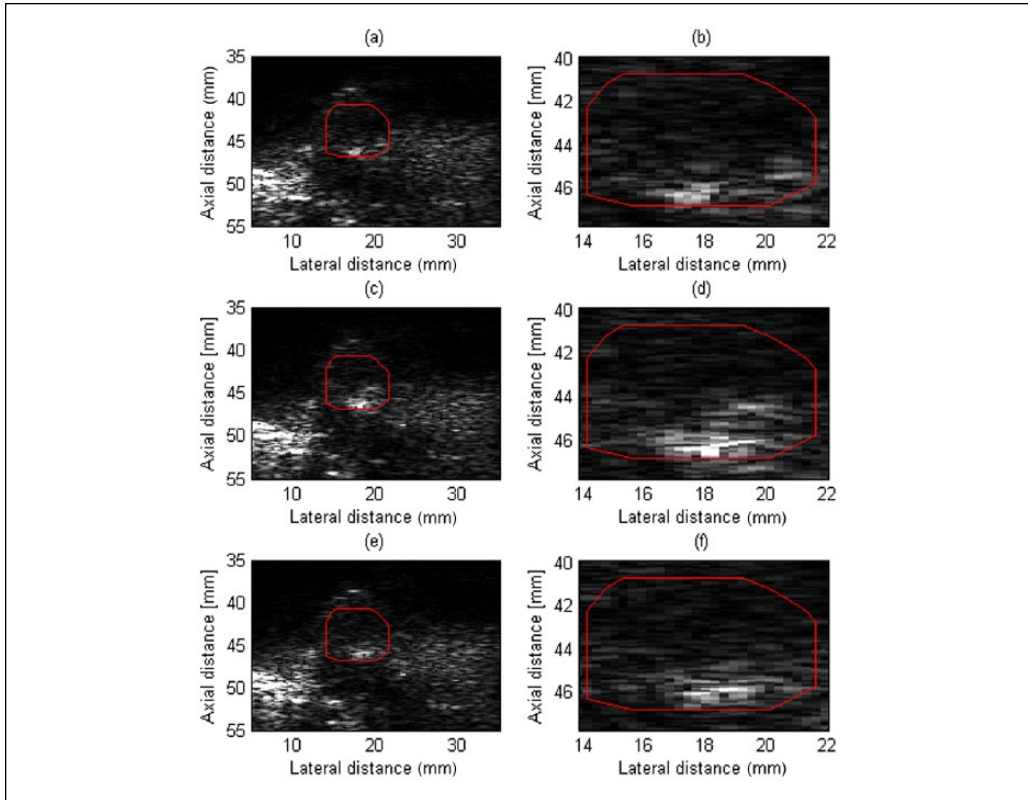 (a)
(b)
35
40
45
50
55
Axial distance (mm)
10
20
30
Lateral distance (mm)
40
42
44
46
Axial distance [mm]
14
16
18
20
22
Lateral distance (mm)
(c)
(d)
35
40
45
50
55
Axial distance [mm]
10
20
30
Lateral distance (mm)
40
42
44
46
Axial distance [mm]
14
16
18
20
22
Lateral distance (mm)
(e)
(f)
35
40
45
50
55
Axial distance [mm]
10
20
30
Lateral distance (mm)
40
42
44
46
Axial distance [mm]
14
16
18
20
22
Lateral distance (mm)